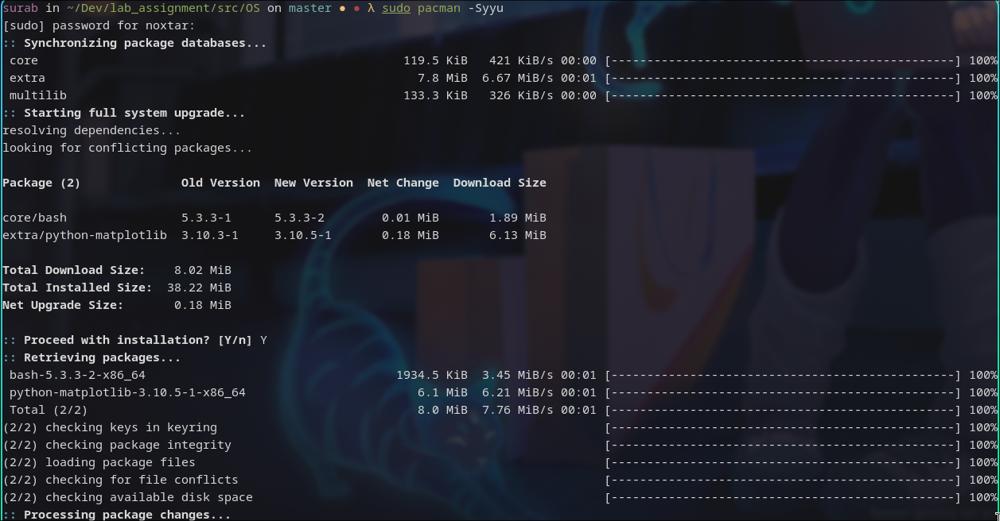 surab in ~/Dev/lab_assignment/src/OS on master ● ● λ sudo pacman -Syyu
[sudo] password for noxtar:
:: Synchronizing package databases...
 core                                                   119.5 KiB   421 KiB/s 00:00 [------------------------------------------------] 100%
 extra                                                    7.8 MiB  6.67 MiB/s 00:01 [------------------------------------------------] 100%
 multilib                                               133.3 KiB   326 KiB/s 00:00 [------------------------------------------------] 100%
:: Starting full system upgrade...
resolving dependencies...
looking for conflicting packages...
Package (2)              Old Version  New Version  Net Change  Download Size
core/bash                5.3.3-1      5.3.3-2        0.01 MiB       1.89 MiB
extra/python-matplotlib  3.10.3-1     3.10.5-1       0.18 MiB       6.13 MiB
Total Download Size:    8.02 MiB
Total Installed Size:  38.22 MiB
Net Upgrade Size:       0.18 MiB
:: Proceed with installation? [Y/n] Y
:: Retrieving packages...
 bash-5.3.3-2-x86_64                                   1934.5 KiB  3.45 MiB/s 00:01 [------------------------------------------------] 100%
 python-matplotlib-3.10.5-1-x86_64                        6.1 MiB  6.21 MiB/s 00:01 [------------------------------------------------] 100%
 Total (2/2)                                              8.0 MiB  7.76 MiB/s 00:01 [------------------------------------------------] 100%
(2/2) checking keys in keyring                                                      [------------------------------------------------] 100%
(2/2) checking package integrity                                                    [------------------------------------------------] 100%
(2/2) loading package files                                                         [------------------------------------------------] 100%
(2/2) checking for file conflicts                                                   [------------------------------------------------] 100%
(2/2) checking available disk space                                                 [------------------------------------------------] 100%
:: Processing package changes...